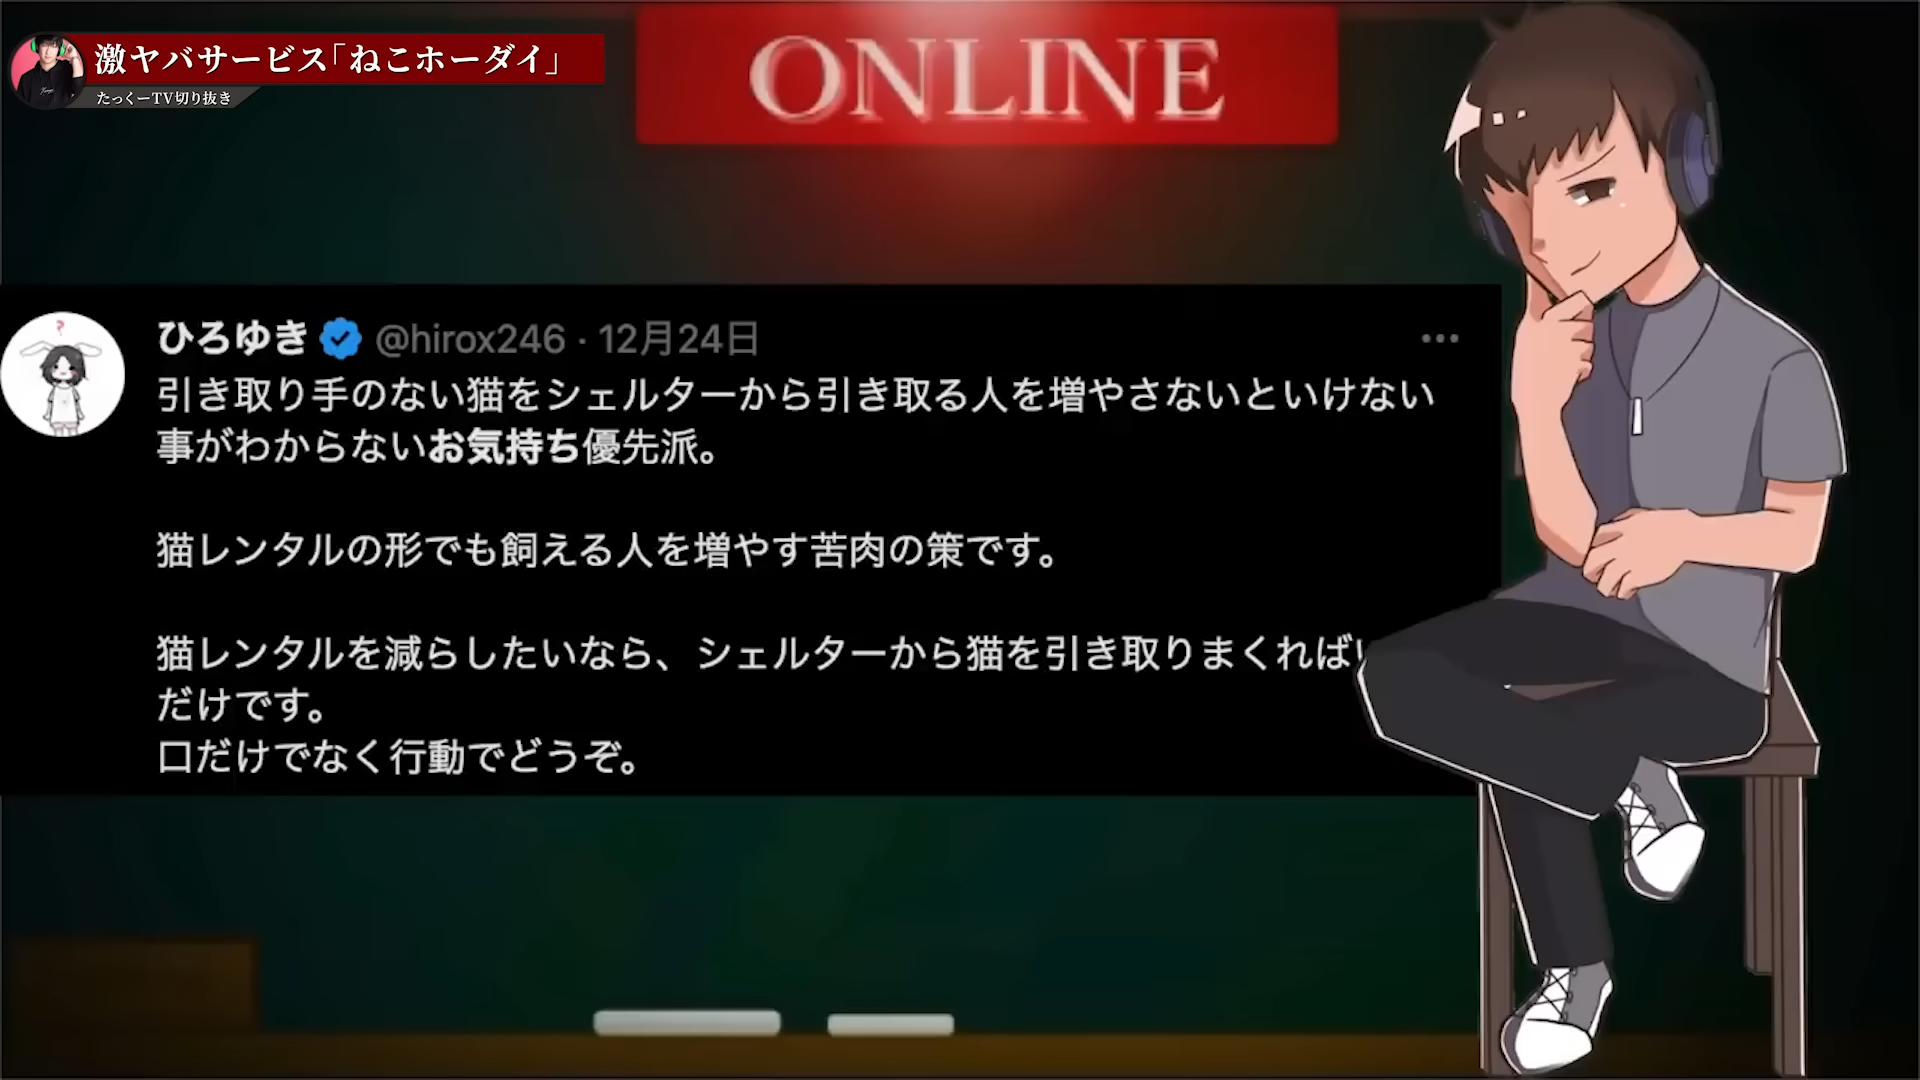 激ヤバサービス「ねこホーダイ」
たっくーTV切り抜き
ONLINE
ひろゆき @hirox246 · 12月24日
引き取り手のない猫をシェルターから引き取る人を増やさないといけない
事がわからないお気持ち優先派。
猫レンタルの形でも飼える人を増やす苦肉の策です。
猫レンタルを減らしたいなら、シェルターから猫を引き取りまくれば
だけです。
口だけでなく行動でどうぞ。